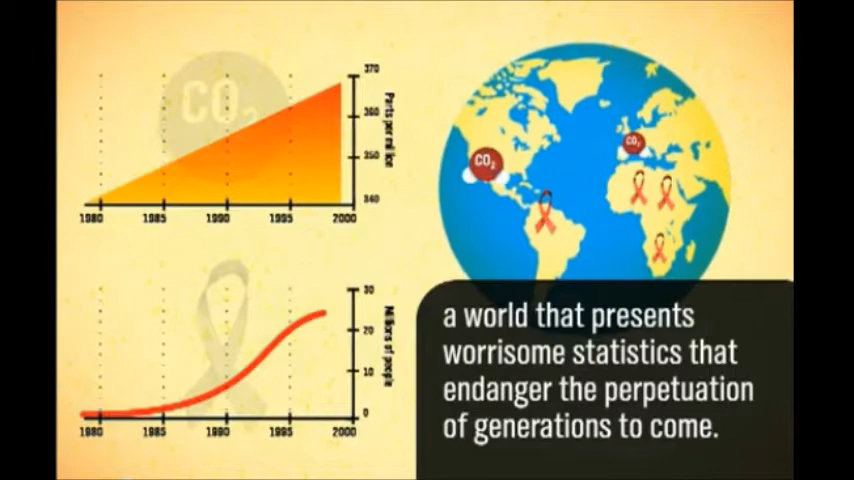 CO2
370
360
Parts per million
350
340
1980 1985 1990 1995 2000
30
20
Millions of people
10
0
1980 1985 1990 1995 2000
CO2
CO2
a world that presents
worrisome statistics that
endanger the perpetuation
of generations to come.